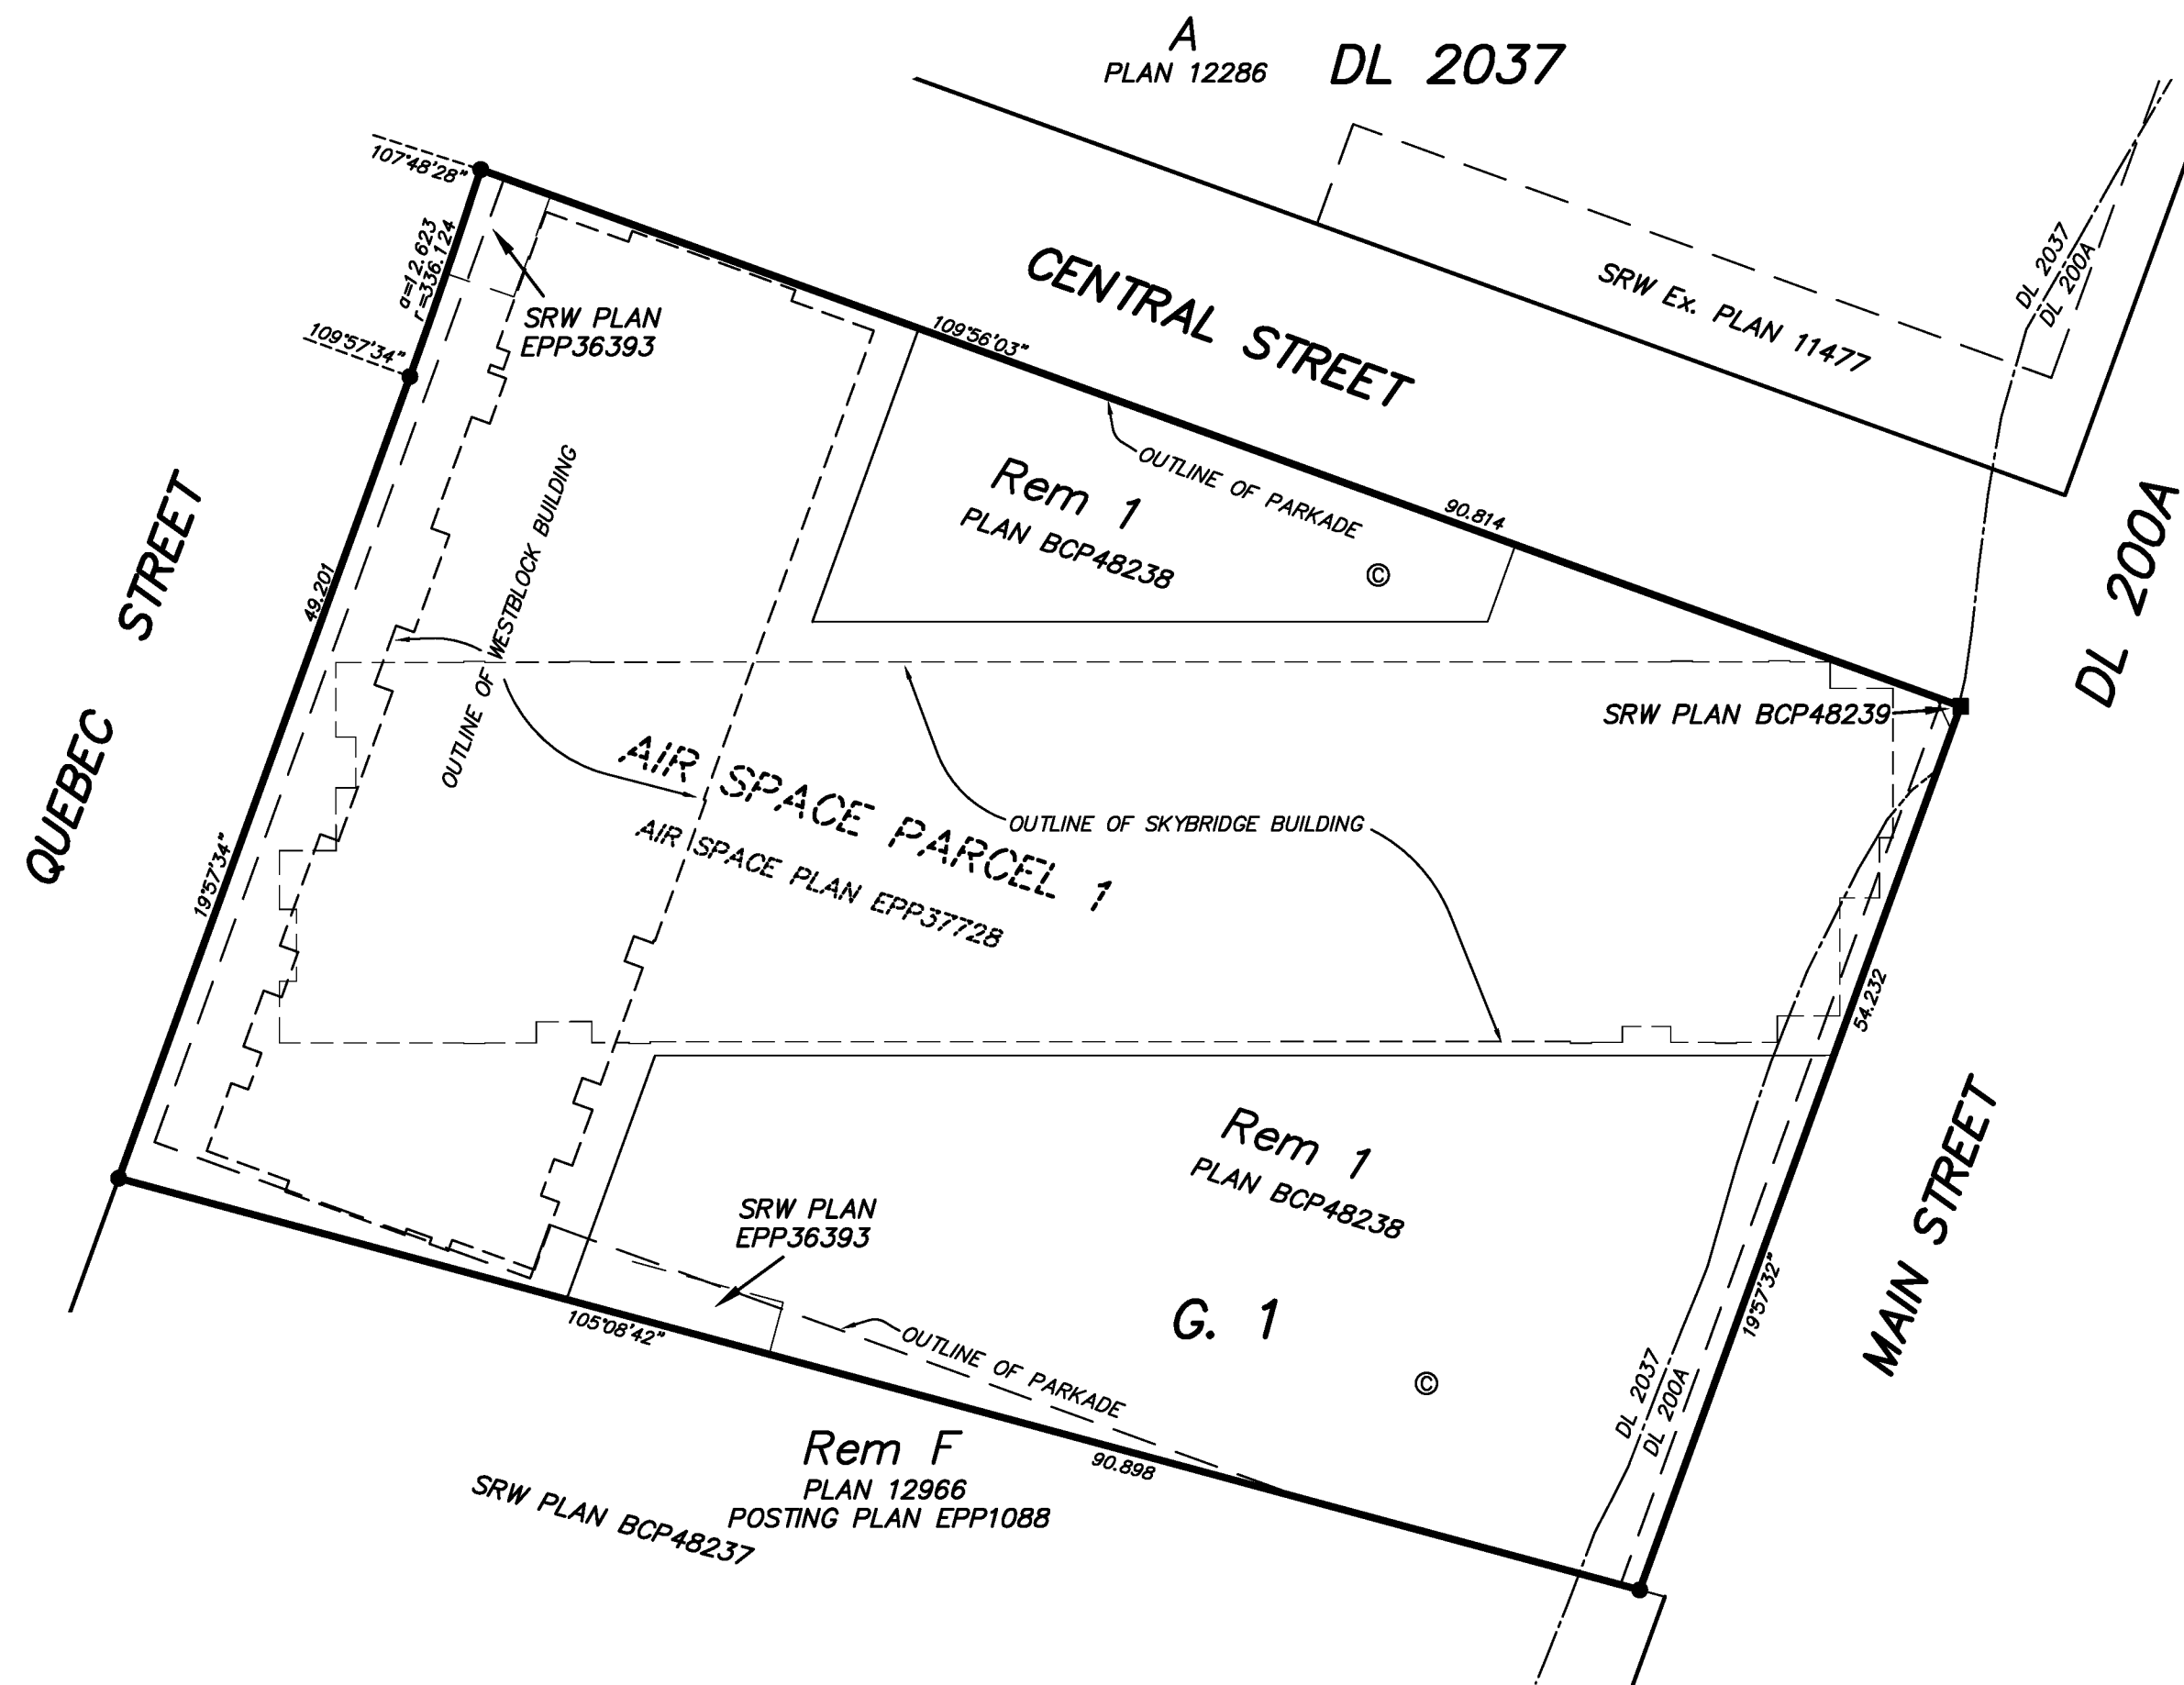 A
PLAN 12286
DL 2037
107°48'28"
a=12.623
r=336.124
109°57'34"
SRW PLAN
EPP36393
109°56'03"
CENTRAL STREET
SRW Ex. PLAN 11477
DL 2037
DL 200A
OUTLINE OF PARKADE
Rem 1
PLAN BCP48238
©
90.814
DL 200A
QUEBEC STREET
49.201
19°57'34"
OUTLINE OF WESTBLOCK BUILDING
SRW PLAN BCP48239
AIR SPACE PARCEL 1
AIR SPACE PLAN EPP37728
OUTLINE OF SKYBRIDGE BUILDING
54.232
MAIN STREET
19°57'32"
Rem 1
PLAN BCP48238
SRW PLAN
EPP36393
105°08'42"
G. 1
©
OUTLINE OF PARKADE
DL 2037
DL 200A
90.898
Rem F
PLAN 12966
POSTING PLAN EPP1088
SRW PLAN BCP48237